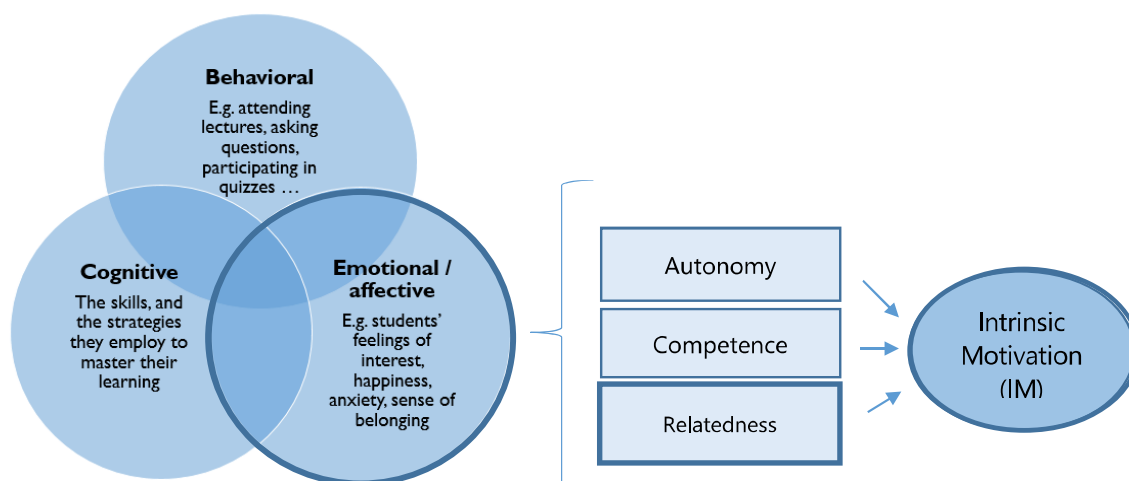 Behavioral
E.g. attending
lectures, asking
questions,
participating in
quizzes …
Cognitive
The skills, and
the strategies
they employ to
master their
learning
Emotional /
affective
E.g. students’
feelings of
interest,
happiness,
anxiety, sense of
belonging
Autonomy
Competence
Relatedness
Intrinsic
Motivation
(IM)